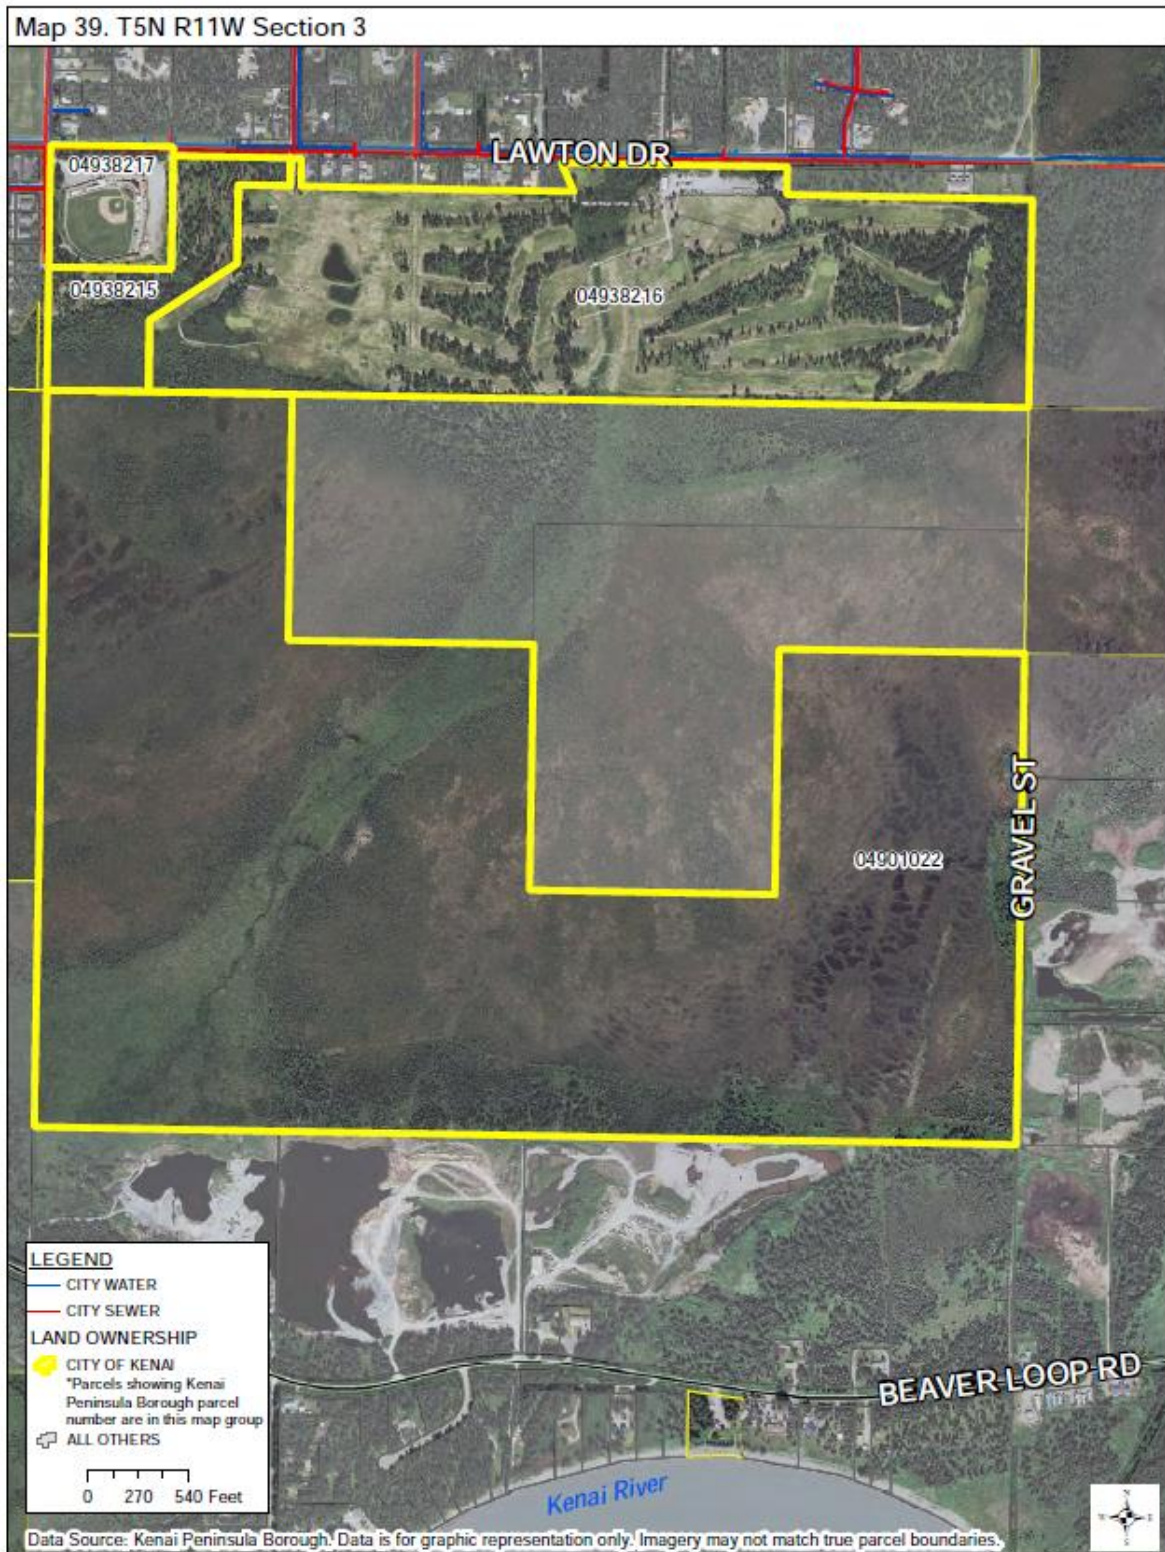 Map 39. T5N R11W Section 3
LAWTON DR
04938217
04938215
04938216
04901022
GRAVEL ST
BEAVER LOOP RD
Kenai River
LEGEND
CITY WATER
CITY SEWER
LAND OWNERSHIP
CITY OF KENAI
*Parcels showing Kenai
Peninsula Borough parcel
number are in this map group
ALL OTHERS
0 270 540 Feet
N
W E
S
Data Source: Kenai Peninsula Borough. Data is for graphic representation only. Imagery may not match true parcel boundaries.